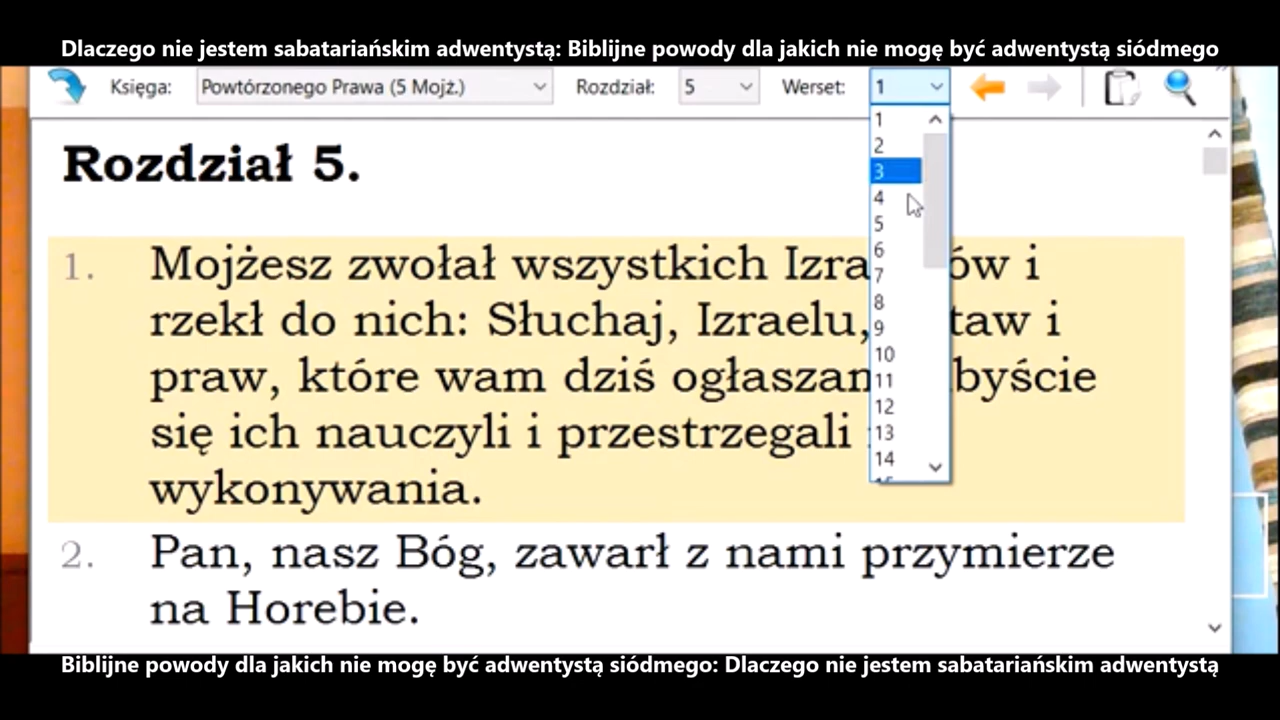 Dlaczego nie jestem sabatariańskim adwentystą: Biblijne powody dla jakich nie mogę być adwentystą siódmego
Księga: Powtórzonego Prawa (5 Mojż.) Rozdział: 5 Werset: 1
1
2
3
4
5
6
7
8
9
10
11
12
13
14
Rozdział 5.
1. Mojżesz zwołał wszystkich Izra ów i
rzekł do nich: Słuchaj, Izraelu, taw i
praw, które wam dziś ogłaszam byście
się ich nauczyli i przestrzegali
wykonywania.
2. Pan, nasz Bóg, zawarł z nami przymierze
na Horebie.
Biblijne powody dla jakich nie mogę być adwentystą siódmego: Dlaczego nie jestem sabatariańskim adwentystą